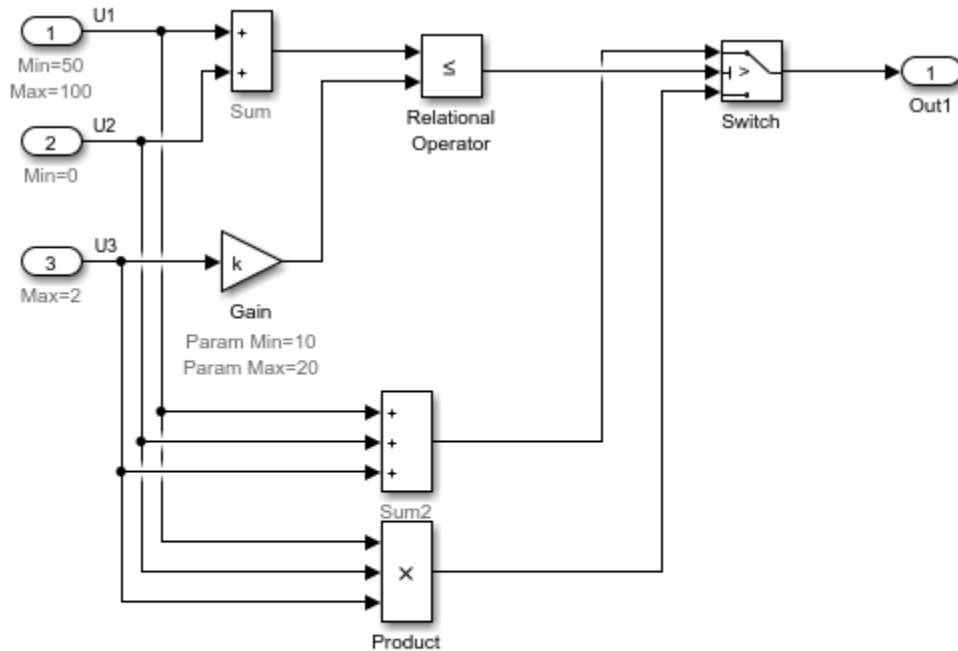 U1
1
Min=50
Max=100
+
+
Sum
≤
Relational
Operator
>
Switch
1
Out1
U2
2
Min=0
U3
3
Max=2
k
Gain
Param Min=10
Param Max=20
+
+
+
Sum2
×
Product